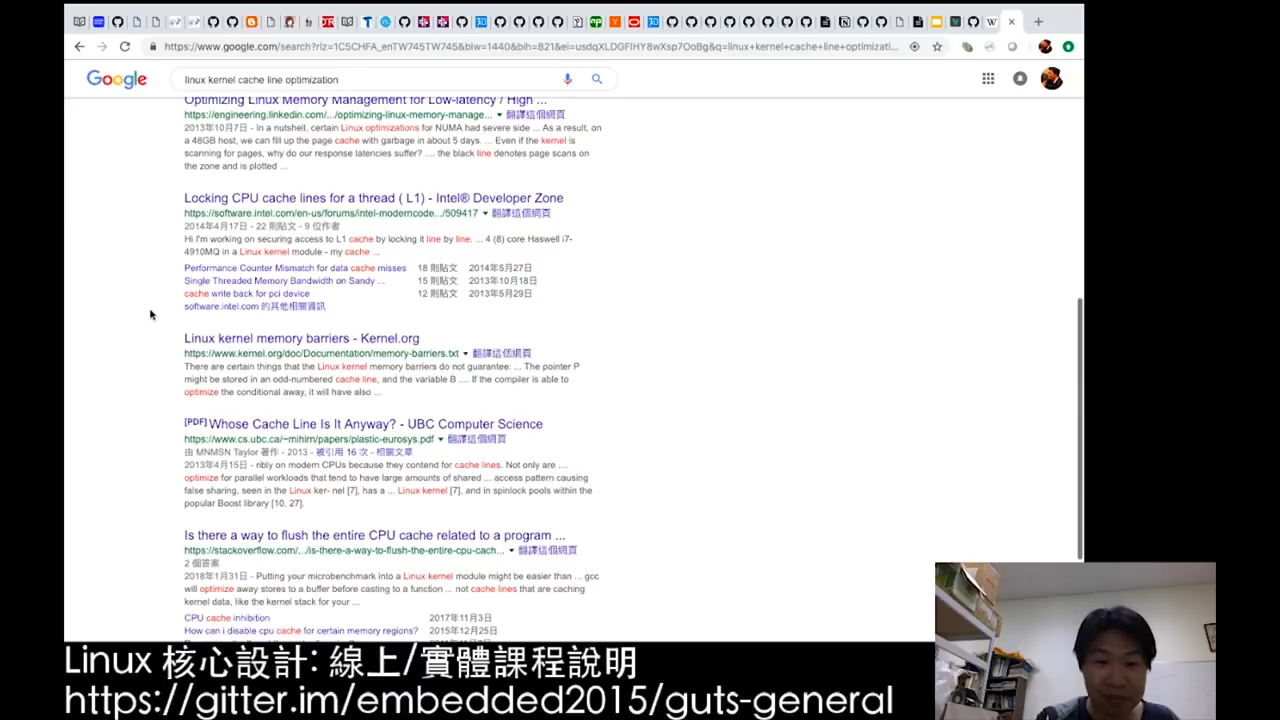 https://www.google.com/search?rlz=1C5CHFA_enTW745TW745&biw=1440&bih=821&ei=usdqXLDGFIHY8wXsp7OoBg&q=linux+kernel+cache+line+optimizati...
Google
linux kernel cache line optimization
Optimizing Linux Memory Management for Low-latency / High ...
https://engineering.linkedin.com/.../optimizing-linux-memory-manage... 翻譯這個網頁
2013年10月7日 - In a nutshell, certain Linux optimizations for NUMA had severe side ... As a result, on
a 48GB host, we can fill up the page cache with garbage in about 5 days. ... Even if the kernel is
scanning for pages, why do our response latencies suffer? .... the black line denotes page scans on
the zone and is plotted ...
Locking CPU cache lines for a thread ( L1) - Intel® Developer Zone
https://software.intel.com/en-us/forums/intel-moderncode.../509417 翻譯這個網頁
2014年4月17日 - 22 則貼文 - 9 位作者
Hi I'm working on securing access to L1 cache by locking it line by line. ... 4 (8) core Haswell i7-
4910MQ in a Linux kernel module - my cache ...
Performance Counter Mismatch for data cache misses 18 則貼文 2014年5月27日
Single Threaded Memory Bandwidth on Sandy ... 15 則貼文 2013年10月18日
cache write back for pci device 12 則貼文 2013年5月29日
software.intel.com 的其他相關資訊
Linux kernel memory barriers - Kernel.org
https://www.kernel.org/doc/Documentation/memory-barriers.txt 翻譯這個網頁
There are certain things that the Linux kernel memory barriers do not guarantee: ... The pointer P
might be stored in an odd-numbered cache line, and the variable B .... If the compiler is able to
optimize the conditional away, it will have also ...
[PDF] Whose Cache Line Is It Anyway? - UBC Computer Science
https://www.cs.ubc.ca/~mihirn/papers/plastic-eurosys.pdf 翻譯這個網頁
由 MNMSN Taylor 著作 - 2013 - 被引用 16 次 - 相關文章
2013年4月15日 - ribly on modern CPUs because they contend for cache lines. Not only are ....
optimize for parallel workloads that tend to have large amounts of shared ... access pattern causing
false sharing, seen in the Linux ker- nel [7], has a ... Linux kernel [7], and in spinlock pools within the
popular Boost library [10, 27].
Is there a way to flush the entire CPU cache related to a program ...
https://stackoverflow.com/.../is-there-a-way-to-flush-the-entire-cpu-cach... 翻譯這個網頁
2 個答案
2018年1月31日 - Putting your microbenchmark into a Linux kernel module might be easier than ... gcc
will optimize away stores to a buffer before casting to a function ... not cache lines that are caching
kernel data, like the kernel stack for your ...
CPU cache inhibition 2017年11月3日
How can i disable cpu cache for certain memory regions? 2015年12月25日
Linux 核心設計: 線上/實體課程說明
https://gitter.im/embedded2015/guts-general